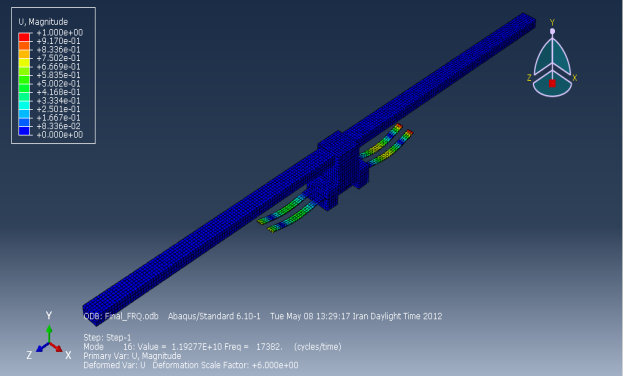 U, Magnitude
+1.000e+00
+9.170e-01
+8.336e-01
+7.502e-01
+6.669e-01
+5.835e-01
+5.002e-01
+4.168e-01
+3.334e-01
+2.501e-01
+1.667e-01
+8.336e-02
+0.000e+00
Y
Z
X
ODB: Final_FRQ.odb Abaqus/Standard 6.10-1 Tue May 08 13:29:17 Iran Daylight Time 2012
Y
Z
X
Step: Step-1
Mode 16: Value = 1.19277E+10 Freq = 17382. (cycles/time)
Primary Var: U, Magnitude
Deformed Var: U Deformation Scale Factor: +6.000e+00